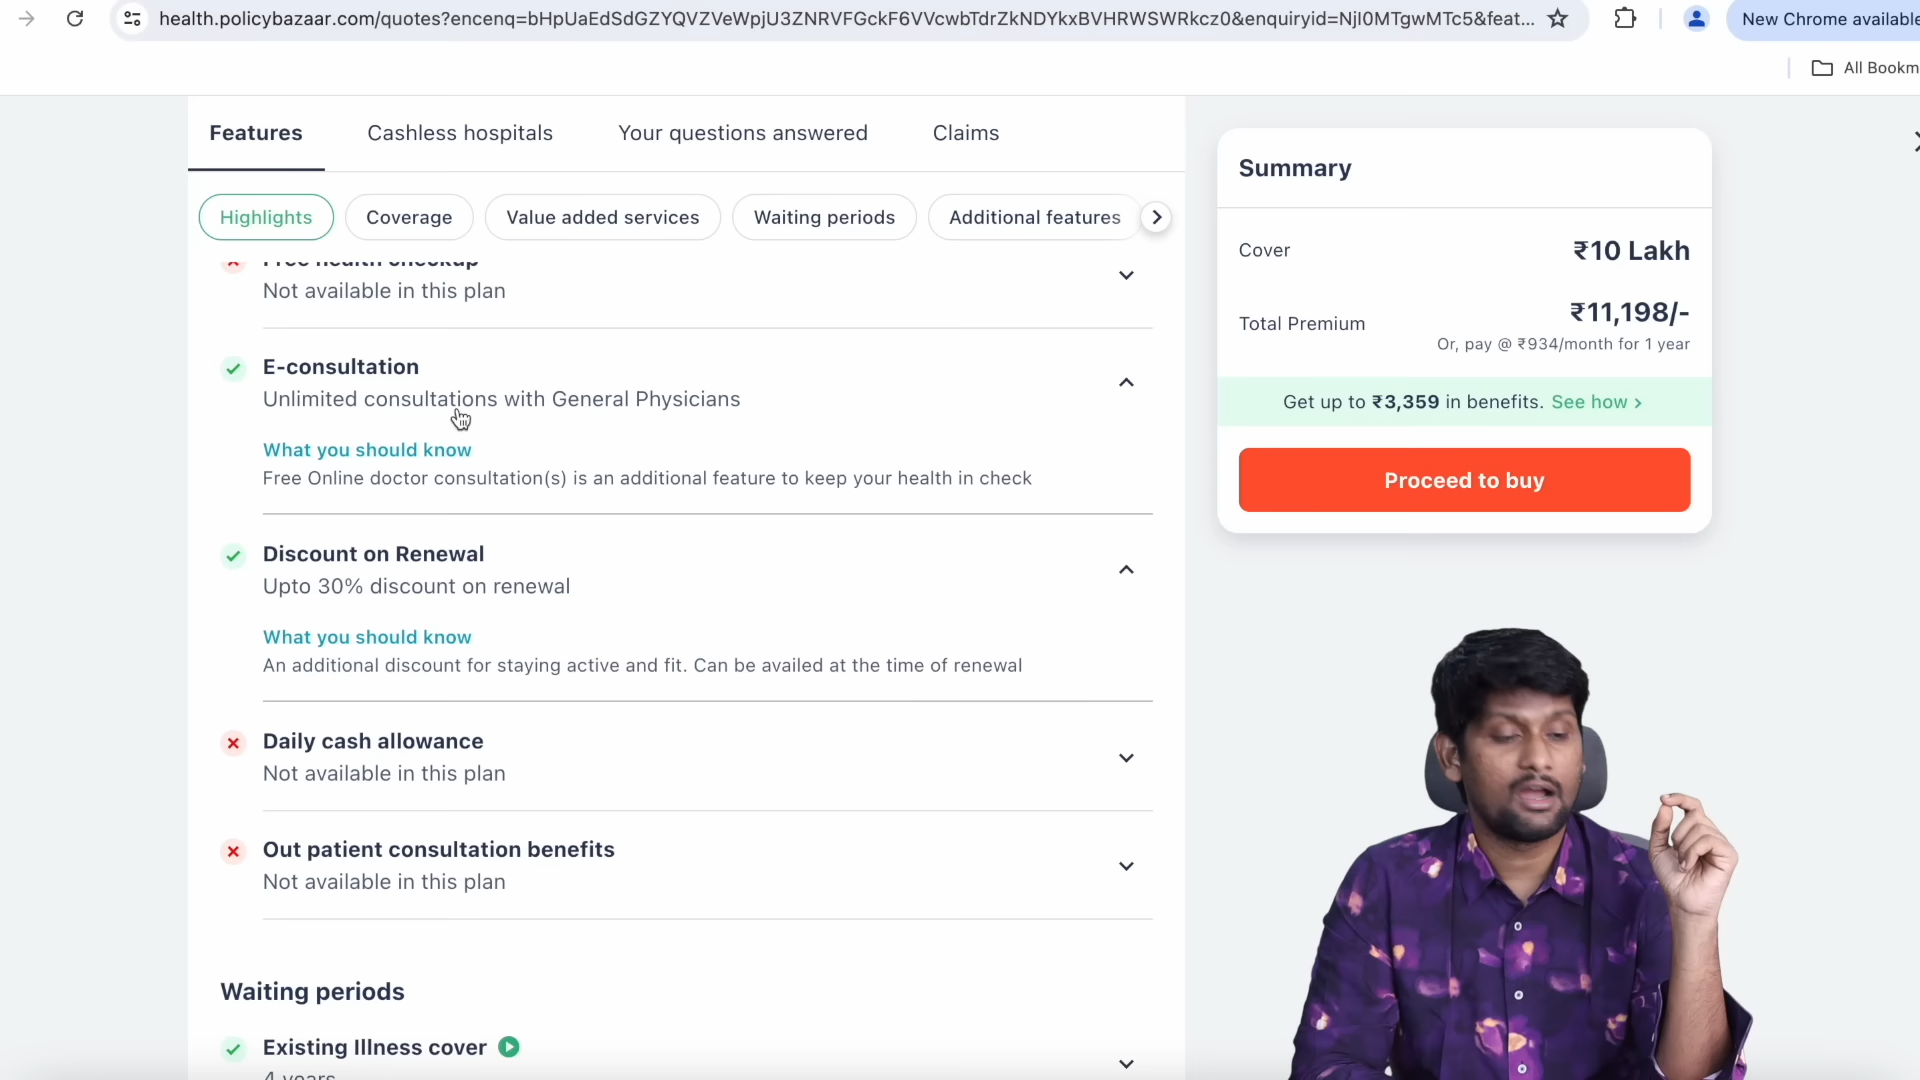 health.policybazaar.com/quotes?encenq=bHpUaEdSdGZYQVZVeWpjU3ZNRVFGckF6VVcwbTdrZkNDYkxBVHRWSWRkcz0&enquiryid=NjI0MTgwMTc5&feat...
New Chrome available
All Bookm
Features
Cashless hospitals
Your questions answered
Claims
Highlights
Coverage
Value added services
Waiting periods
Additional features
Free health checkup
Not available in this plan
E-consultation
Unlimited consultations with General Physicians
What you should know
Free Online doctor consultation(s) is an additional feature to keep your health in check
Discount on Renewal
Upto 30% discount on renewal
What you should know
An additional discount for staying active and fit. Can be availed at the time of renewal
Daily cash allowance
Not available in this plan
Out patient consultation benefits
Not available in this plan
Waiting periods
Existing Illness cover
4 years
Summary
Cover
₹10 Lakh
Total Premium
₹11,198/-
Or, pay @ ₹934/month for 1 year
Get up to ₹3,359 in benefits. See how >
Proceed to buy